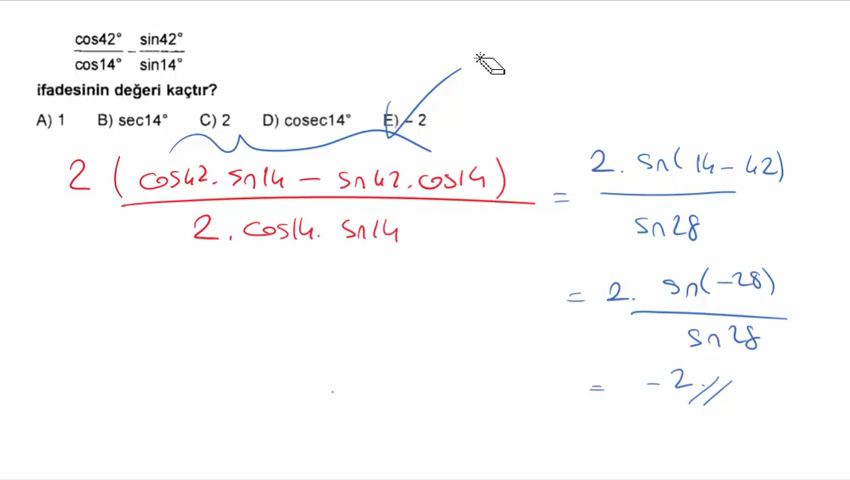 cos42° / cos14° - sin42° / sin14°
ifadesinin değeri kaçtır?
A) 1 B) sec14° C) 2 D) cosec14° E) - 2
2 ( cos42. sn14 - sn42. cos14 ) / 2. cos14. sn14
= 2. sn(14-42) / sn28
= 2. sn(-28) / sn28
= -2 //